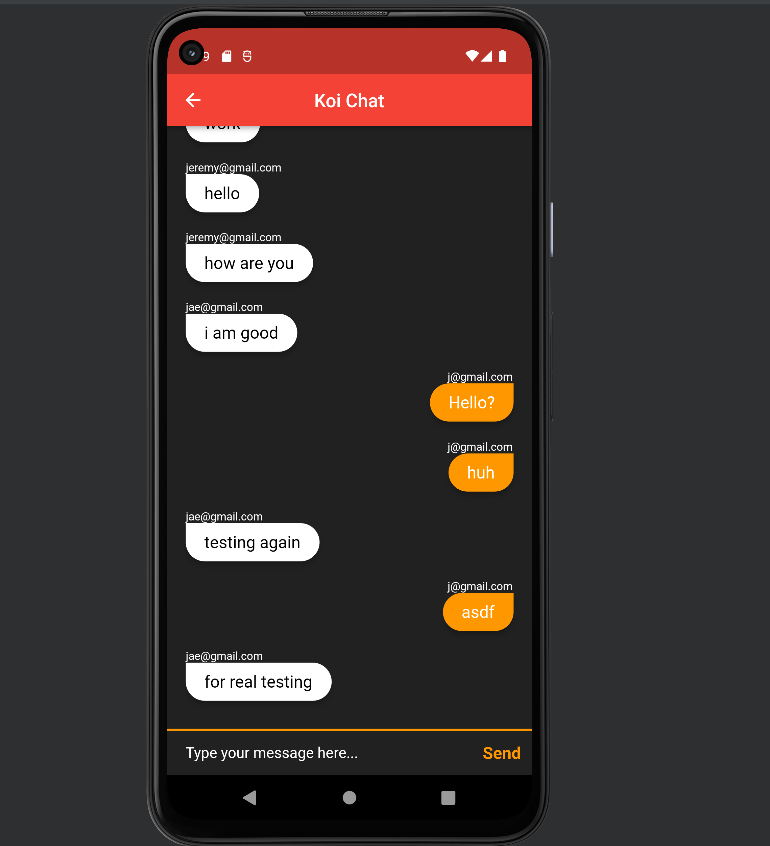 9
Koi Chat
work
jeremy@gmail.com
hello
jeremy@gmail.com
how are you
jae@gmail.com
i am good
j@gmail.com
Hello?
j@gmail.com
huh
jae@gmail.com
testing again
j@gmail.com
asdf
jae@gmail.com
for real testing
Type your message here... Send